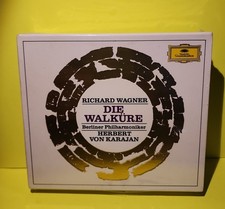 RICHARD WAGNER
DIE
WALKÜRE
Berliner Philharmoniker
HERBERT
VON KARAJAN